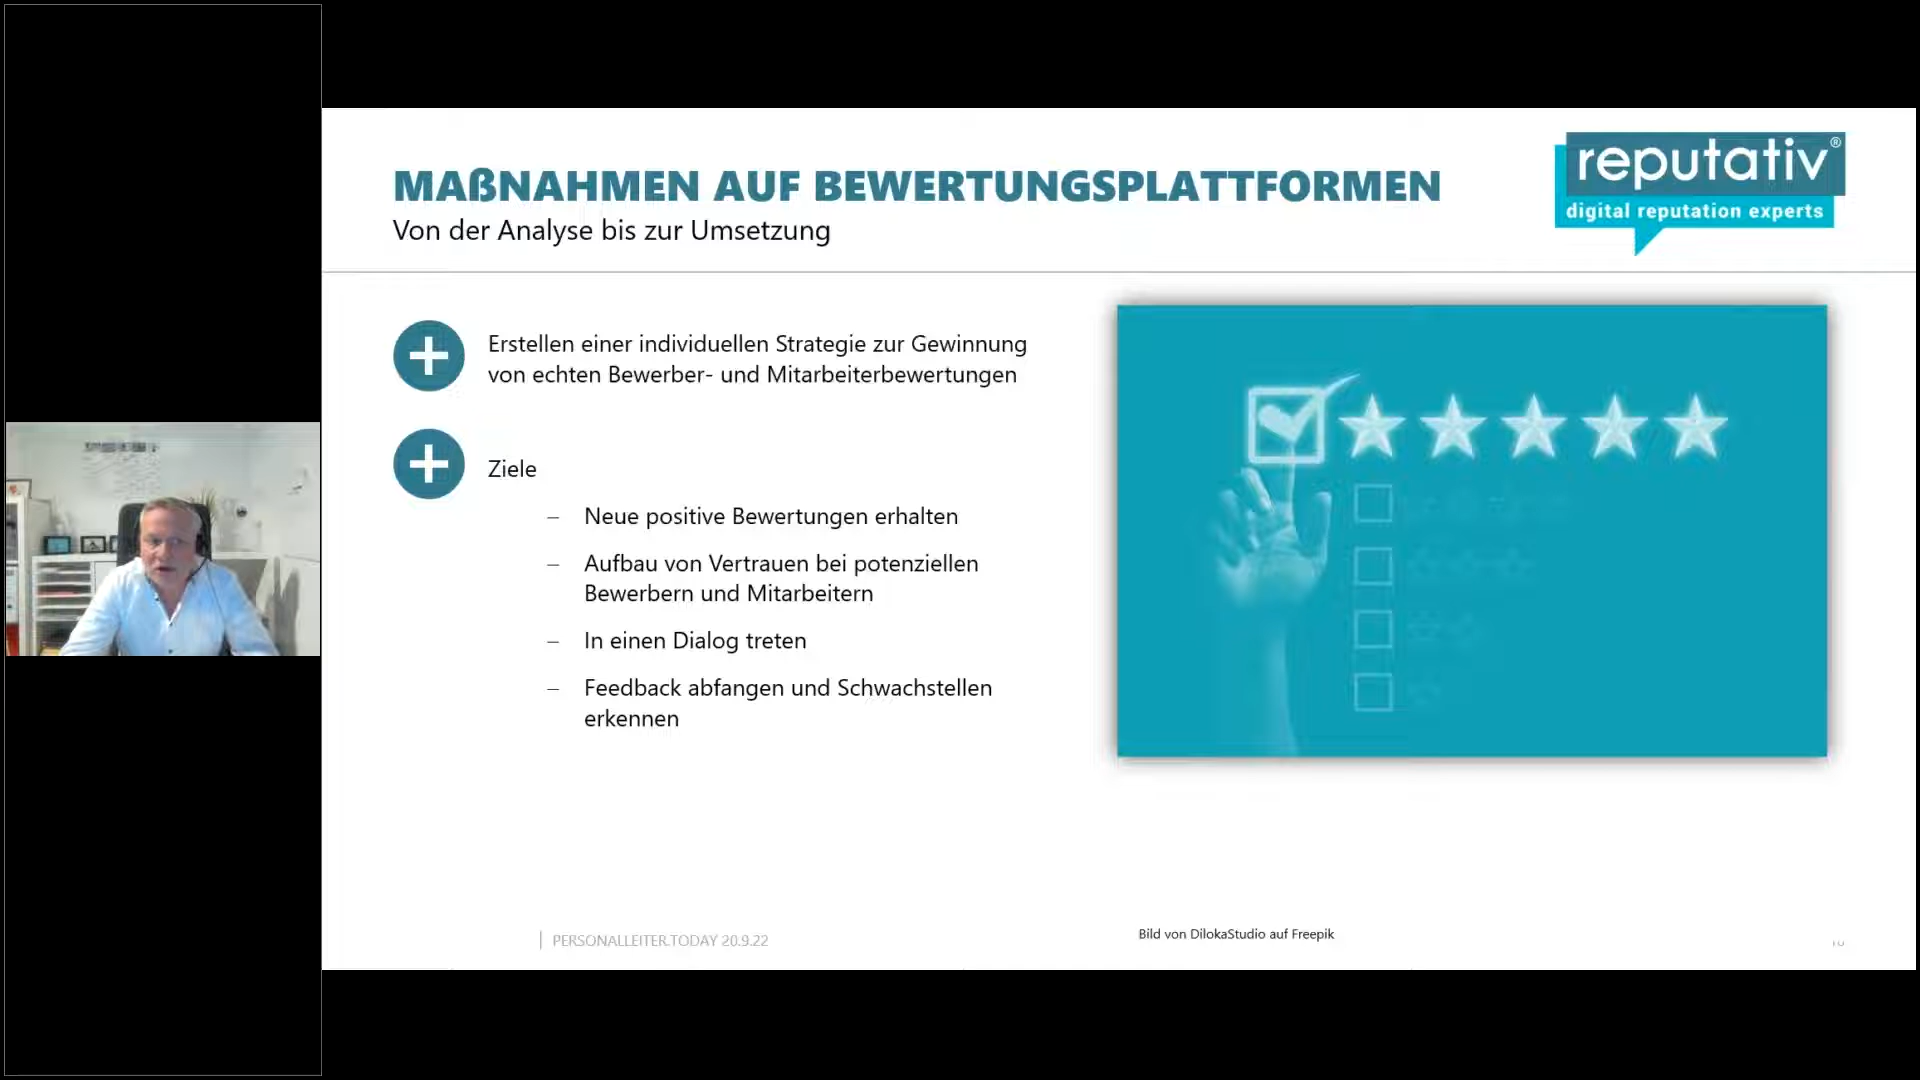 MAßNAHMEN AUF BEWERTUNGSPLATTFORMEN
Von der Analyse bis zur Umsetzung
reputativ®
digital reputation experts
Erstellen einer individuellen Strategie zur Gewinnung
von echten Bewerber- und Mitarbeiterbewertungen
Ziele
– Neue positive Bewertungen erhalten
– Aufbau von Vertrauen bei potenziellen
Bewerbern und Mitarbeitern
– In einen Dialog treten
– Feedback abfangen und Schwachstellen
erkennen
PERSONALLEITER.TODAY 20.9.22
Bild von DilokaStudio auf Freepik